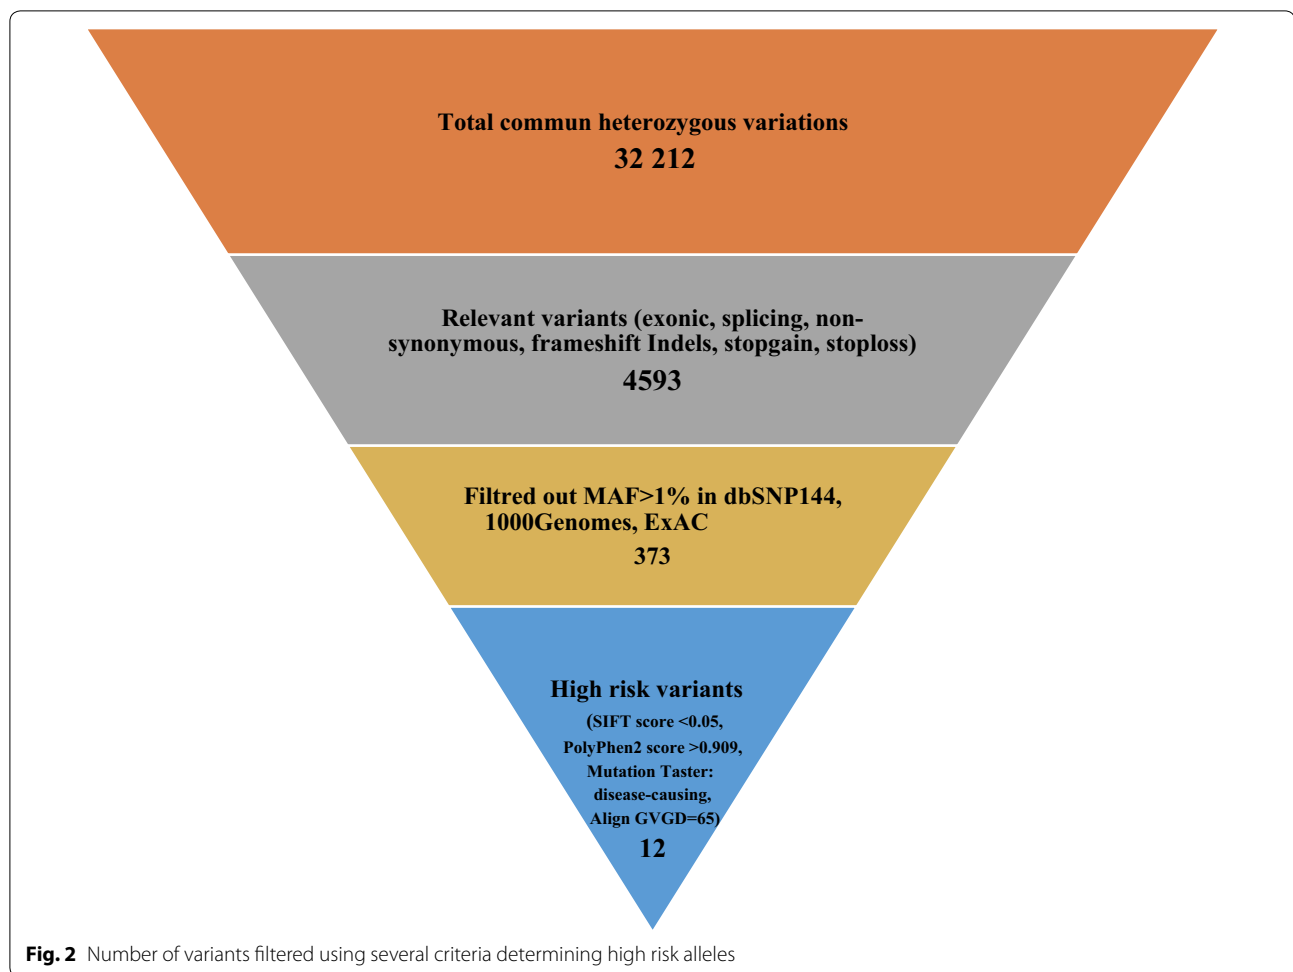 Total commun heterozygous variations
32 212
Relevant variants (exonic, splicing, non-
synonymous, frameshift Indels, stopgain, stoploss)
4593
Filtred out MAF>1% in dbSNP144,
1000Genomes, ExAC
373
High risk variants
(SIFT score <0.05,
PolyPhen2 score >0.909,
Mutation Taster:
disease-causing,
Align GVGD=65)
12
Fig. 2 Number of variants filtered using several criteria determining high risk alleles